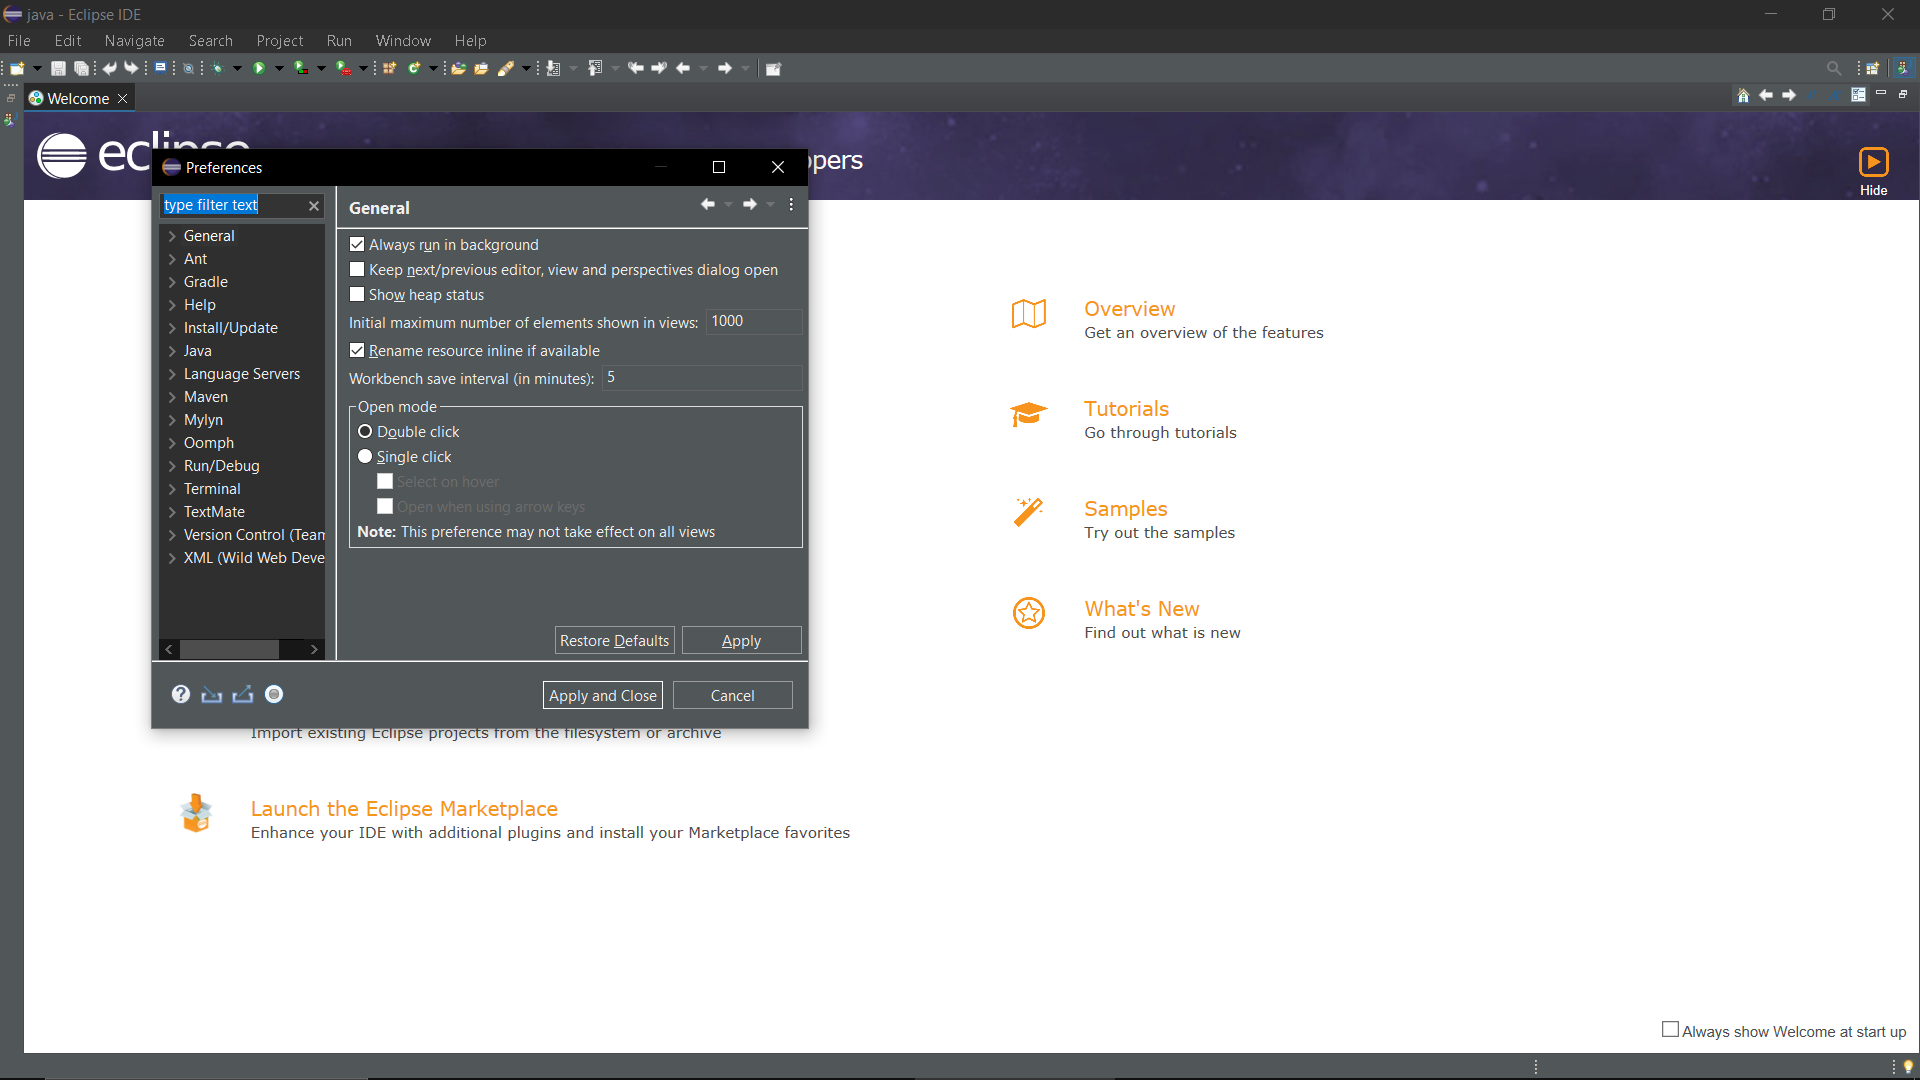 java - Eclipse IDE
File Edit Navigate Search Project Run Window Help
Welcome
Hide
Preferences
type filter text
General
Ant
Gradle
Help
Install/Update
Java
Language Servers
Maven
Mylyn
Oomph
Run/Debug
Terminal
TextMate
Version Control (Team
XML (Wild Web Deve
General
Always run in background
Keep next/previous editor, view and perspectives dialog open
Show heap status
Initial maximum number of elements shown in views: 1000
Rename resource inline if available
Workbench save interval (in minutes): 5
Open mode
Double click
Single click
Select on hover
Open when using arrow keys
Note: This preference may not take effect on all views
Restore Defaults Apply
Apply and Close Cancel
Import existing Eclipse projects from the filesystem or archive
Launch the Eclipse Marketplace
Enhance your IDE with additional plugins and install your Marketplace favorites
Overview
Get an overview of the features
Tutorials
Go through tutorials
Samples
Try out the samples
What's New
Find out what is new
Always show Welcome at start up